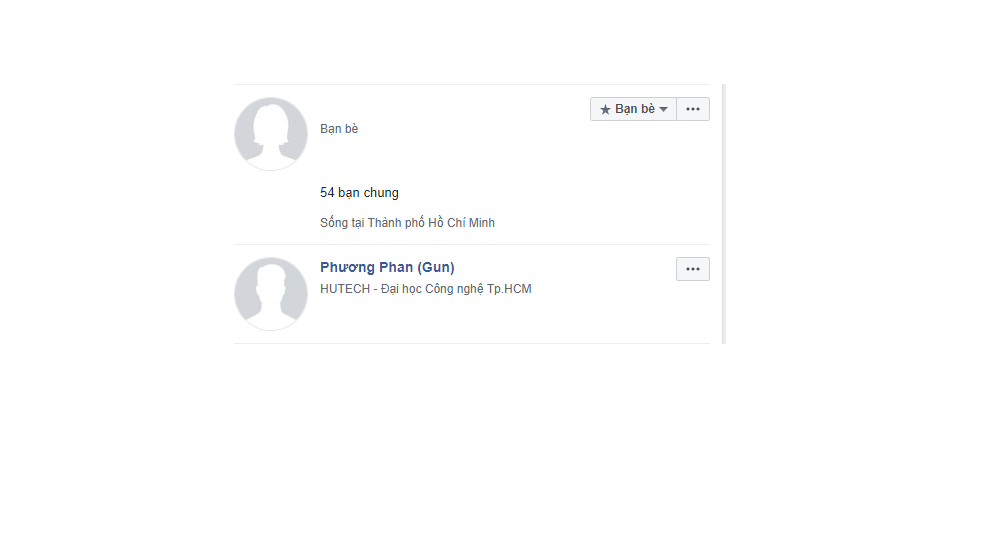 ★ Bạn bè
Bạn bè
54 bạn chung
Sống tại Thành phố Hồ Chí Minh
Phương Phan (Gun)
HUTECH - Đại học Công nghệ Tp.HCM